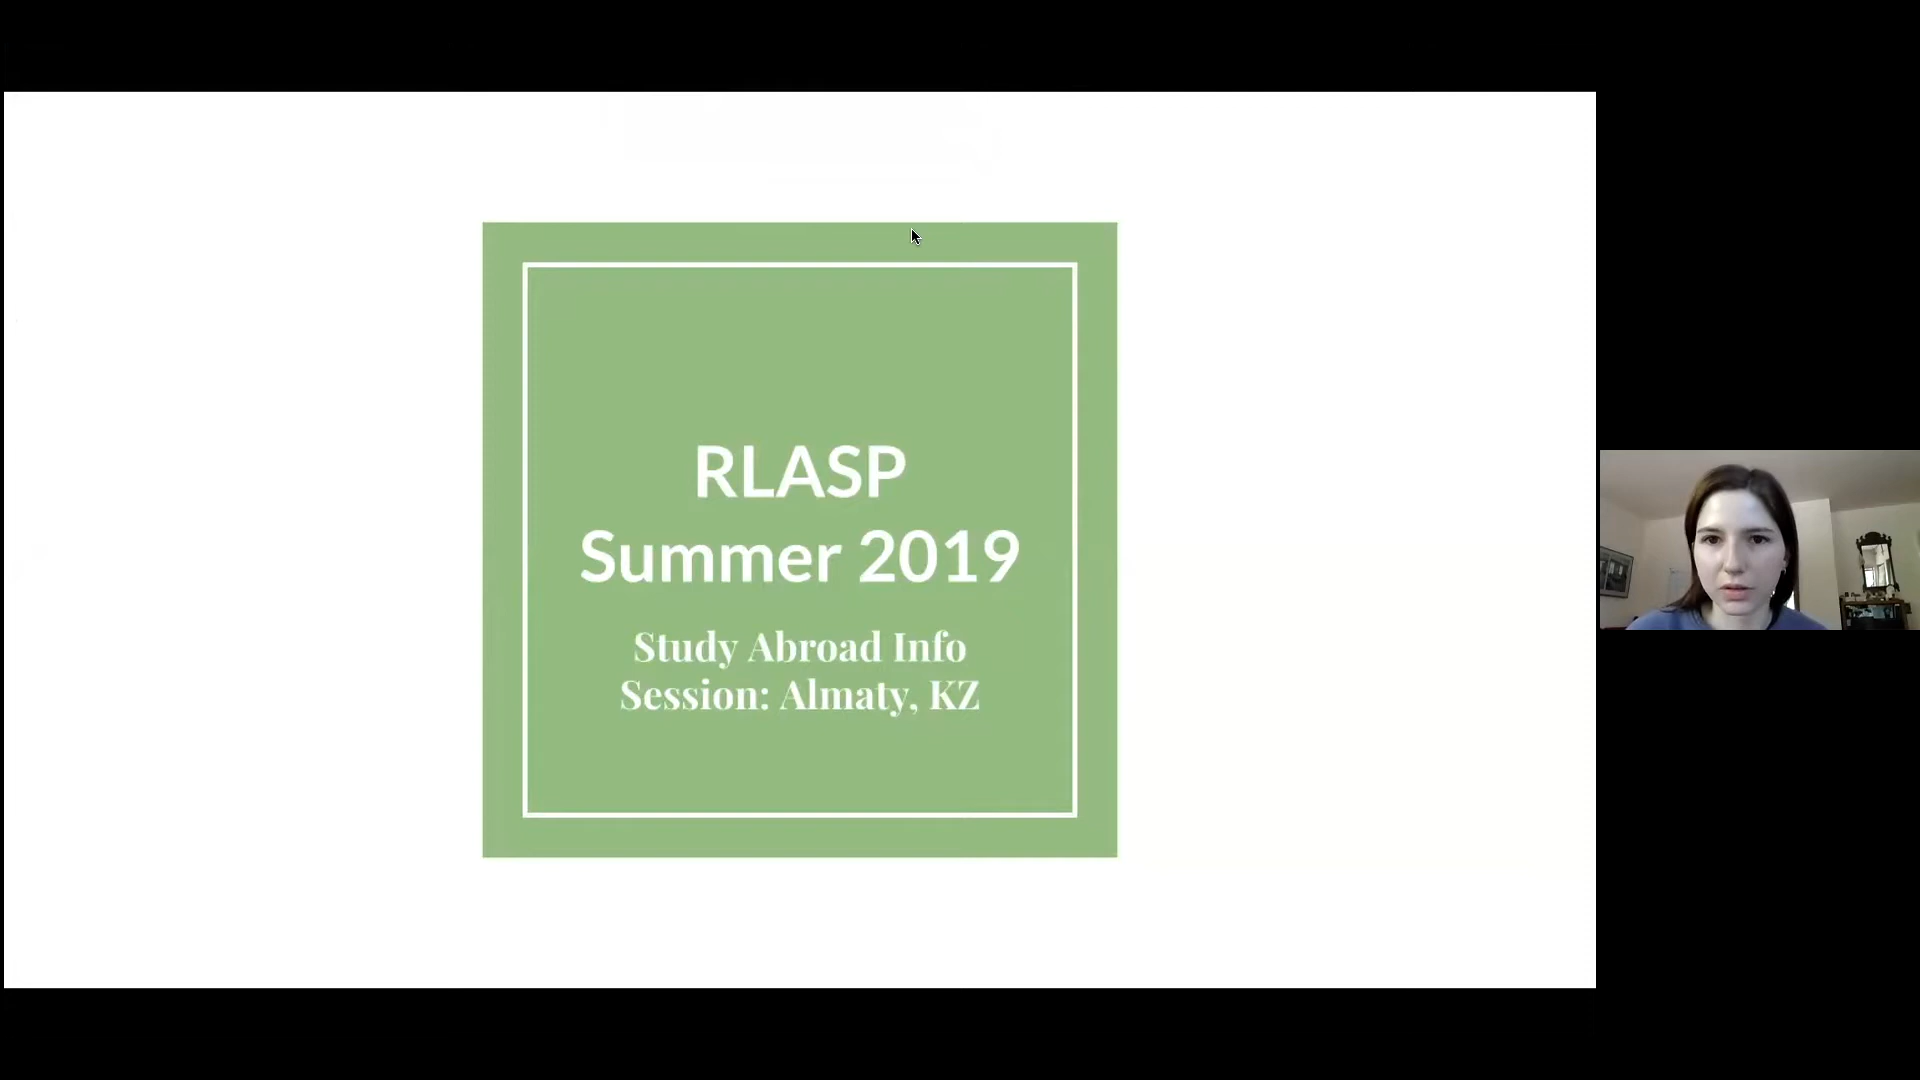 RLASP
Summer 2019
Study Abroad Info
Session: Almaty, KZ